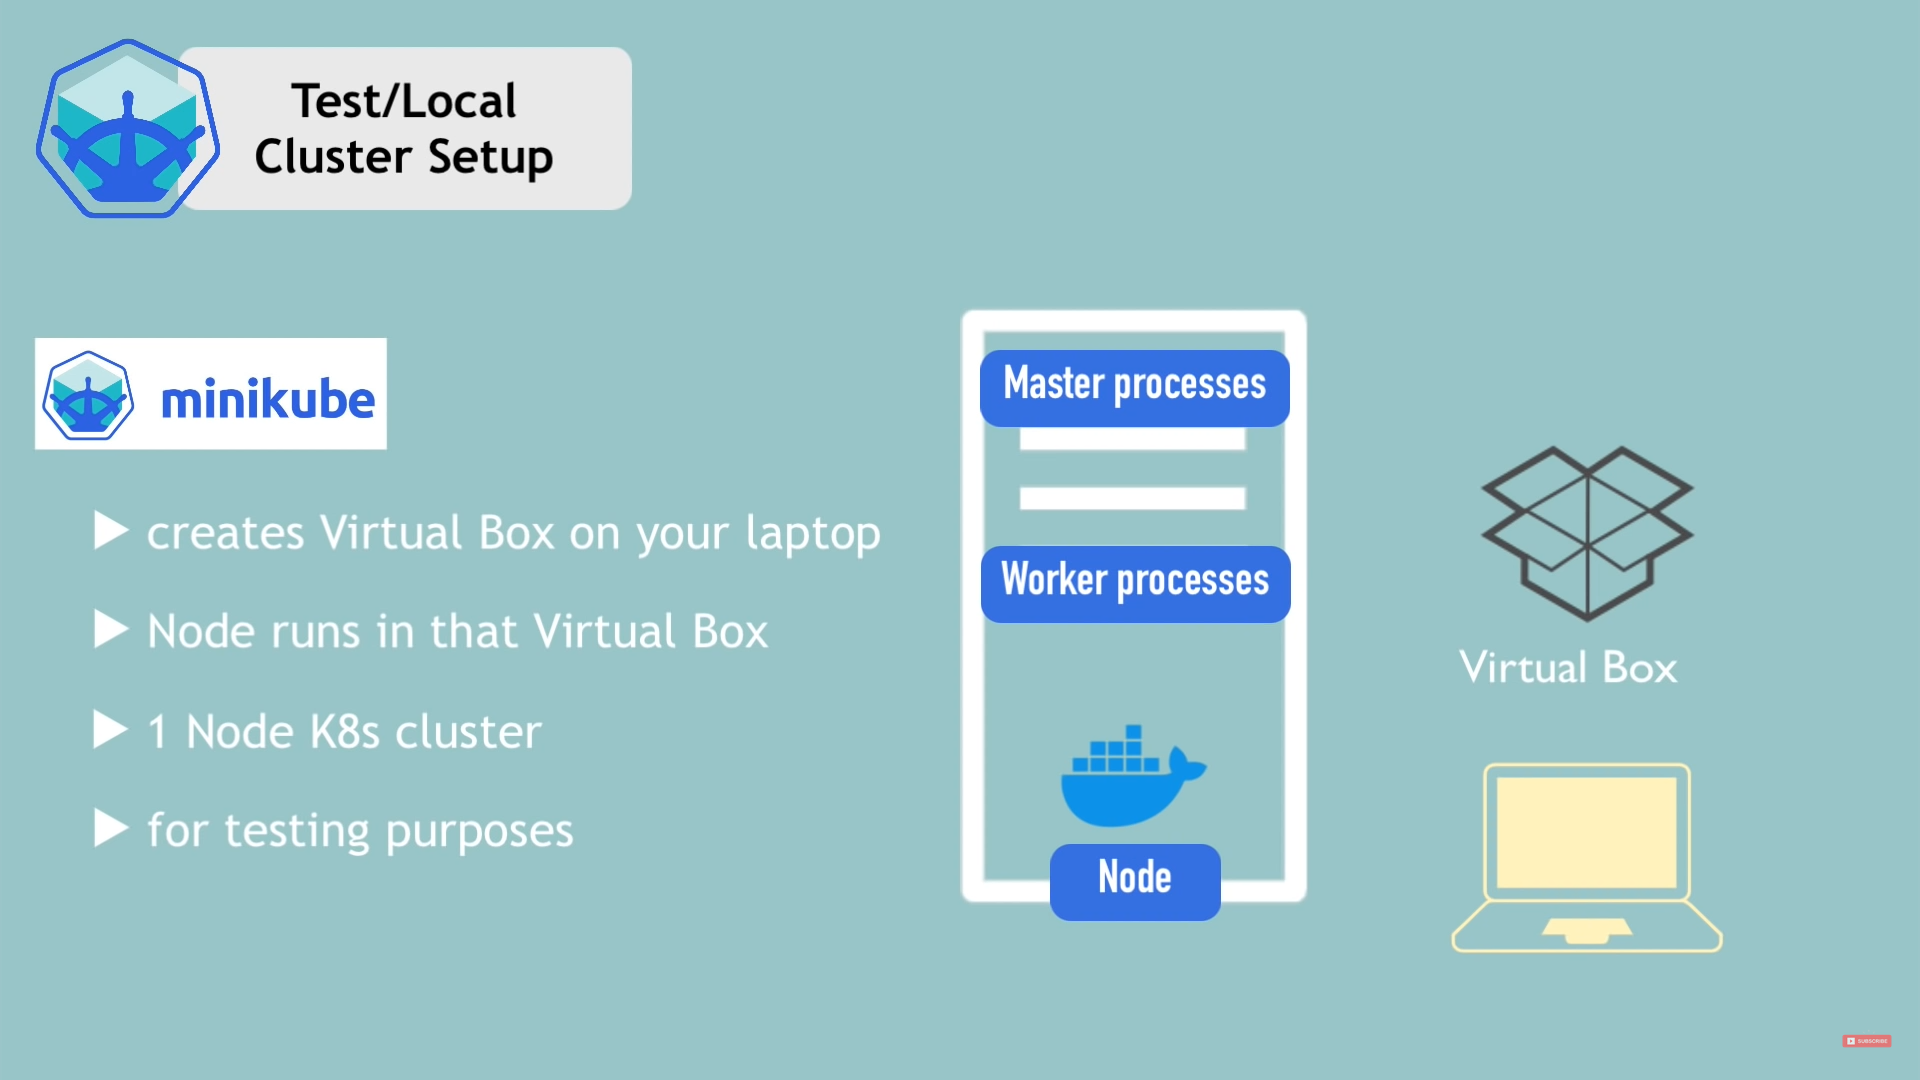 Test/Local
Cluster Setup
minikube
creates Virtual Box on your laptop
Node runs in that Virtual Box
1 Node K8s cluster
for testing purposes
Master processes
Worker processes
Node
Virtual Box
SUBSCRIBE